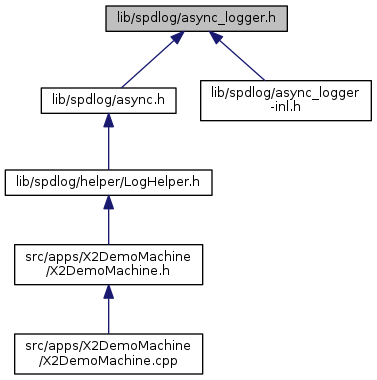 lib/spdlog/async_logger.h
lib/spdlog/async.h
lib/spdlog/async_logger
-inl.h
lib/spdlog/helper/LogHelper.h
src/apps/X2DemoMachine
/X2DemoMachine.h
src/apps/X2DemoMachine
/X2DemoMachine.cpp